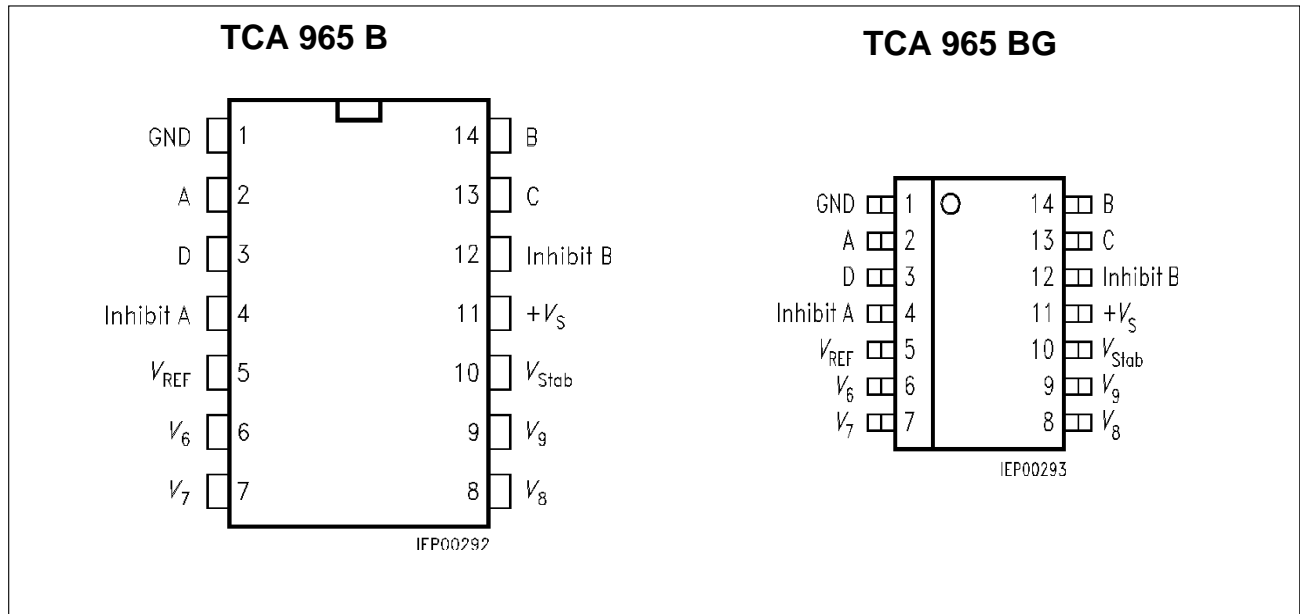 TCA 965 B
GND 1 14 B
A 2 13 C
D 3 12 Inhibit B
Inhibit A 4 11 +VS
VREF 5 10 VStab
V6 6 9 V9
V7 7 8 V8
IEP00292
TCA 965 BG
GND 1 14 B
A 2 13 C
D 3 12 Inhibit B
Inhibit A 4 11 +VS
VREF 5 10 VStab
V6 6 9 V9
V7 7 8 V8
IEP00293